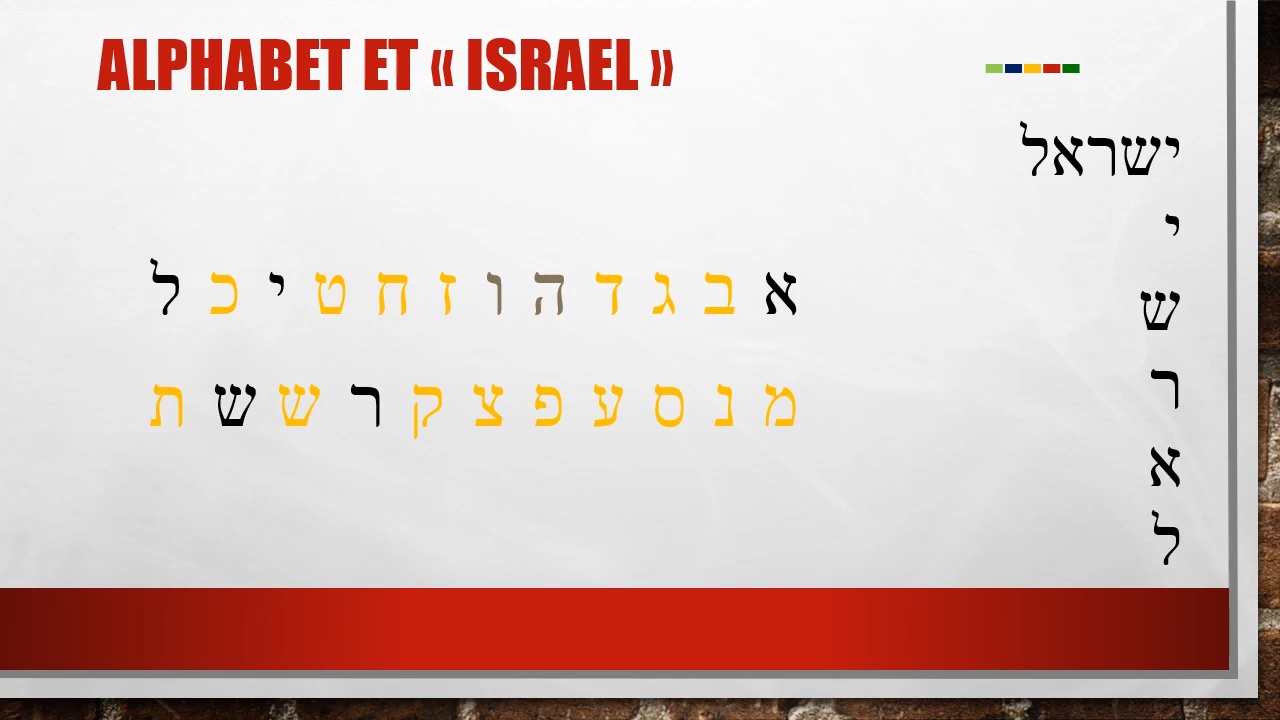 ALPHABET ET « ISRAEL »
ישראל
י
ש
ר
א
ל
א ב ג ד ה ו ז ח ט י כ ל
מ נ ס ע פ צ ק ר ש ש ת